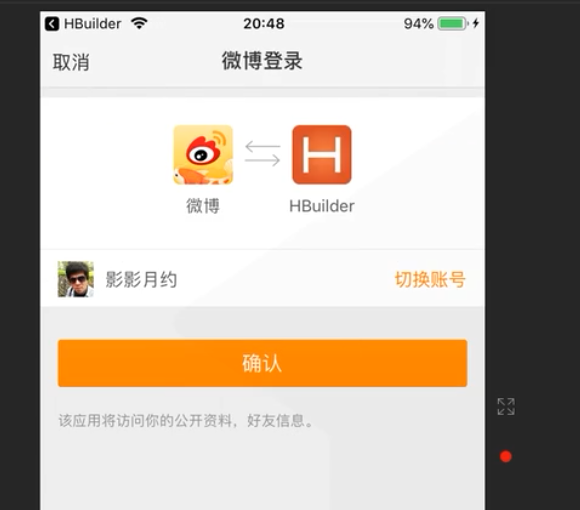 HBuilder 20:48 94%
取消 微博登录
微博 HBuilder
影影月约 切换账号
确认
该应用将访问你的公开资料，好友信息。